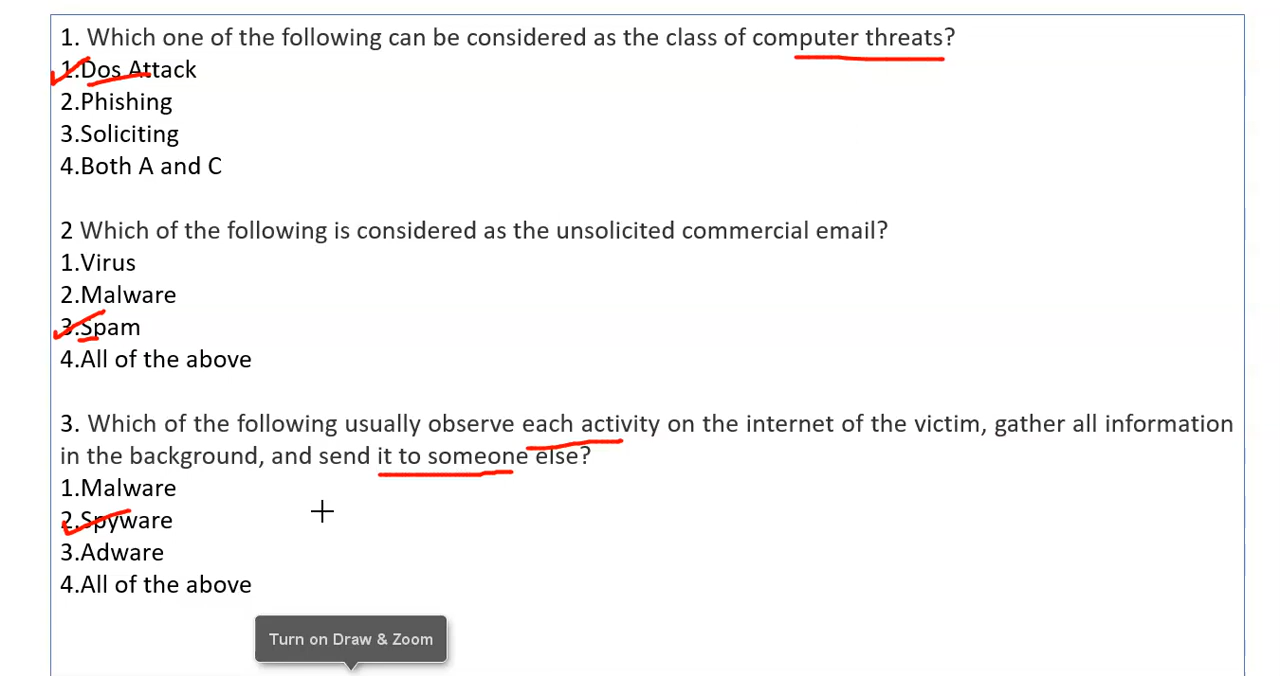 1. Which one of the following can be considered as the class of computer threats?
1.Dos Attack
2.Phishing
3.Soliciting
4.Both A and C
2 Which of the following is considered as the unsolicited commercial email?
1.Virus
2.Malware
3.Spam
4.All of the above
3. Which of the following usually observe each activity on the internet of the victim, gather all information
in the background, and send it to someone else?
1.Malware
2.Spyware
3.Adware
4.All of the above
Turn on Draw & Zoom